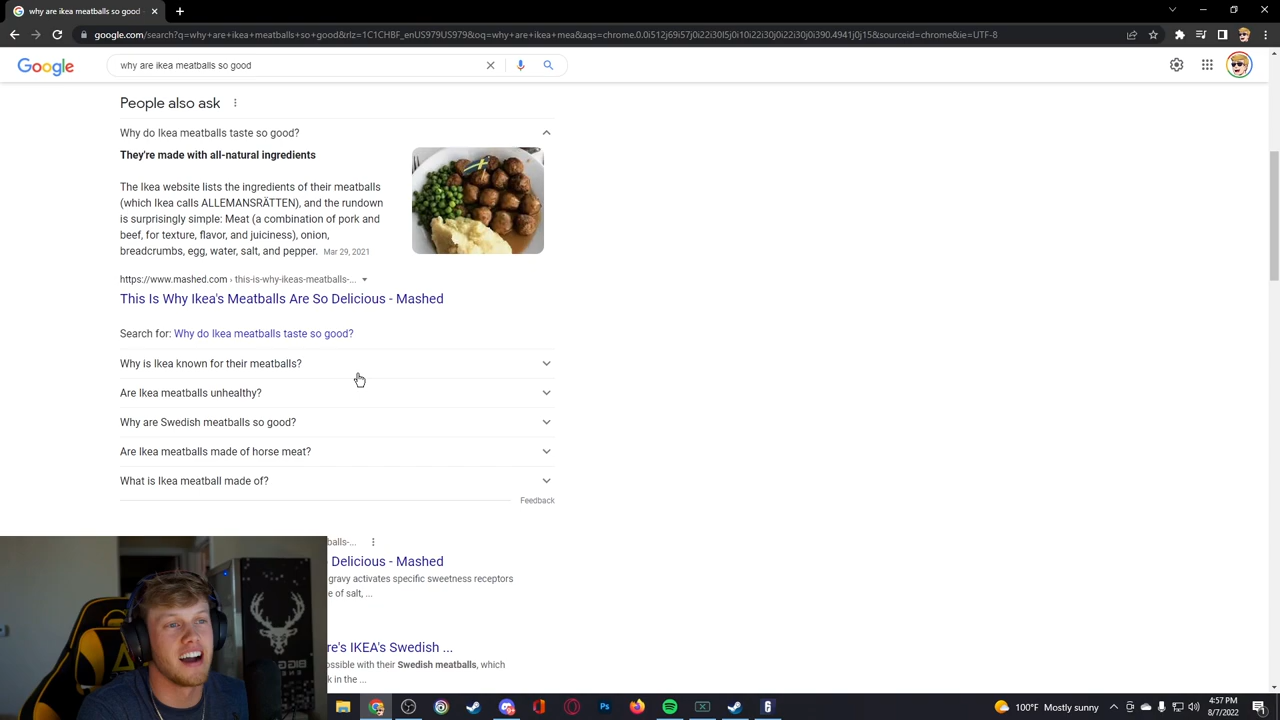 why are ikea meatballs so good -
google.com/search?q=why+are+ikea+meatballs+so+good&rlz=1C1CHBF_enUS979US979&oq=why+are+ikea+mea&aqs=chrome.0.0i512j69i57j0i22i30l5j0i10i22i30j0i22i30j0i390.4941j0j15&sourceid=chrome&ie=UTF-8
Google
why are ikea meatballs so good
People also ask
Why do Ikea meatballs taste so good?
They're made with all-natural ingredients
The Ikea website lists the ingredients of their meatballs
(which Ikea calls ALLEMANSRÄTTEN), and the rundown
is surprisingly simple: Meat (a combination of pork and
beef, for texture, flavor, and juiciness), onion,
breadcrumbs, egg, water, salt, and pepper. Mar 29, 2021
https://www.mashed.com › this-is-why-ikeas-meatballs-...
This Is Why Ikea's Meatballs Are So Delicious - Mashed
Search for: Why do Ikea meatballs taste so good?
Why is Ikea known for their meatballs?
Are Ikea meatballs unhealthy?
Why are Swedish meatballs so good?
Are Ikea meatballs made of horse meat?
What is Ikea meatball made of?
Feedback
balls-...
Delicious - Mashed
gravy activates specific sweetness receptors
e of salt, ...
re's IKEA's Swedish ...
ossible with their Swedish meatballs, which
k in the ...
100°F Mostly sunny
4:57 PM
8/7/2022